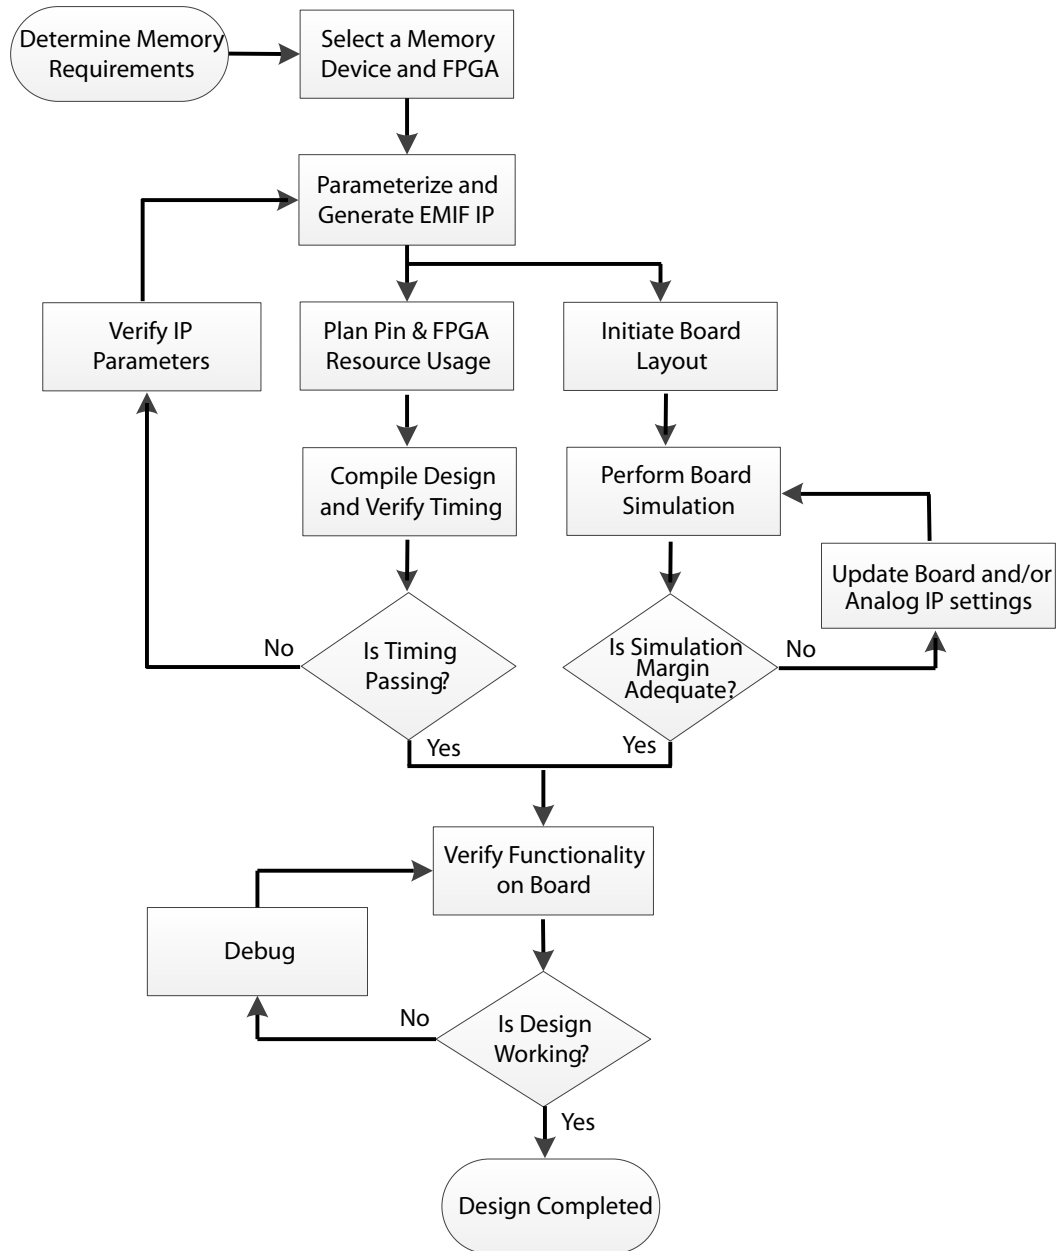 Determine Memory
Requirements
Select a Memory
Device and FPGA
Parameterize and
Generate EMIF IP
Verify IP
Parameters
Plan Pin & FPGA
Resource Usage
Initiate Board
Layout
Compile Design
and Verify Timing
Perform Board
Simulation
Update Board and/or
Analog IP settings
No
Is Timing
Passing?
Is Simulation
Margin
Adequate?
No
Yes
Yes
Verify Functionality
on Board
Debug
No
Is Design
Working?
Yes
Design Completed